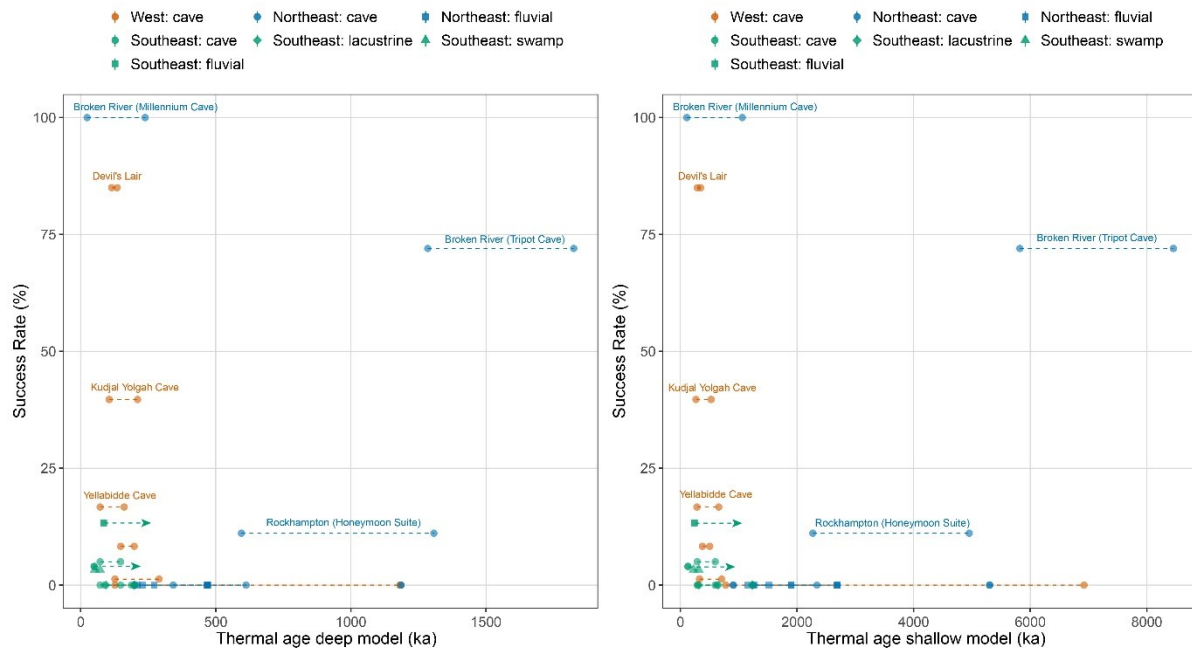 West: cave
Northeast: cave
Northeast: fluvial
Southeast: cave
Southeast: lacustrine
Southeast: swamp
Southeast: fluvial
100
75
50
25
0
Success Rate (%)
Broken River (Millennium Cave)
Devil's Lair
Broken River (Tripot Cave)
Kudjal Yolgah Cave
Yellabidde Cave
Rockhampton (Honeymoon Suite)
0
500
1000
1500
Thermal age deep model (ka)
West: cave
Northeast: cave
Northeast: fluvial
Southeast: cave
Southeast: lacustrine
Southeast: swamp
Southeast: fluvial
100
75
50
25
0
Success Rate (%)
Broken River (Millennium Cave)
Devil's Lair
Broken River (Tripot Cave)
Kudjal Yolgah Cave
Yellabidde Cave
Rockhampton (Honeymoon Suite)
0
2000
4000
6000
8000
Thermal age shallow model (ka)